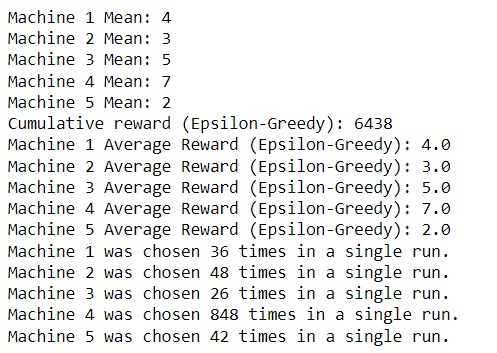 Machine 1 Mean: 4
Machine 2 Mean: 3
Machine 3 Mean: 5
Machine 4 Mean: 7
Machine 5 Mean: 2
Cumulative reward (Epsilon-Greedy): 6438
Machine 1 Average Reward (Epsilon-Greedy): 4.0
Machine 2 Average Reward (Epsilon-Greedy): 3.0
Machine 3 Average Reward (Epsilon-Greedy): 5.0
Machine 4 Average Reward (Epsilon-Greedy): 7.0
Machine 5 Average Reward (Epsilon-Greedy): 2.0
Machine 1 was chosen 36 times in a single run.
Machine 2 was chosen 48 times in a single run.
Machine 3 was chosen 26 times in a single run.
Machine 4 was chosen 848 times in a single run.
Machine 5 was chosen 42 times in a single run.